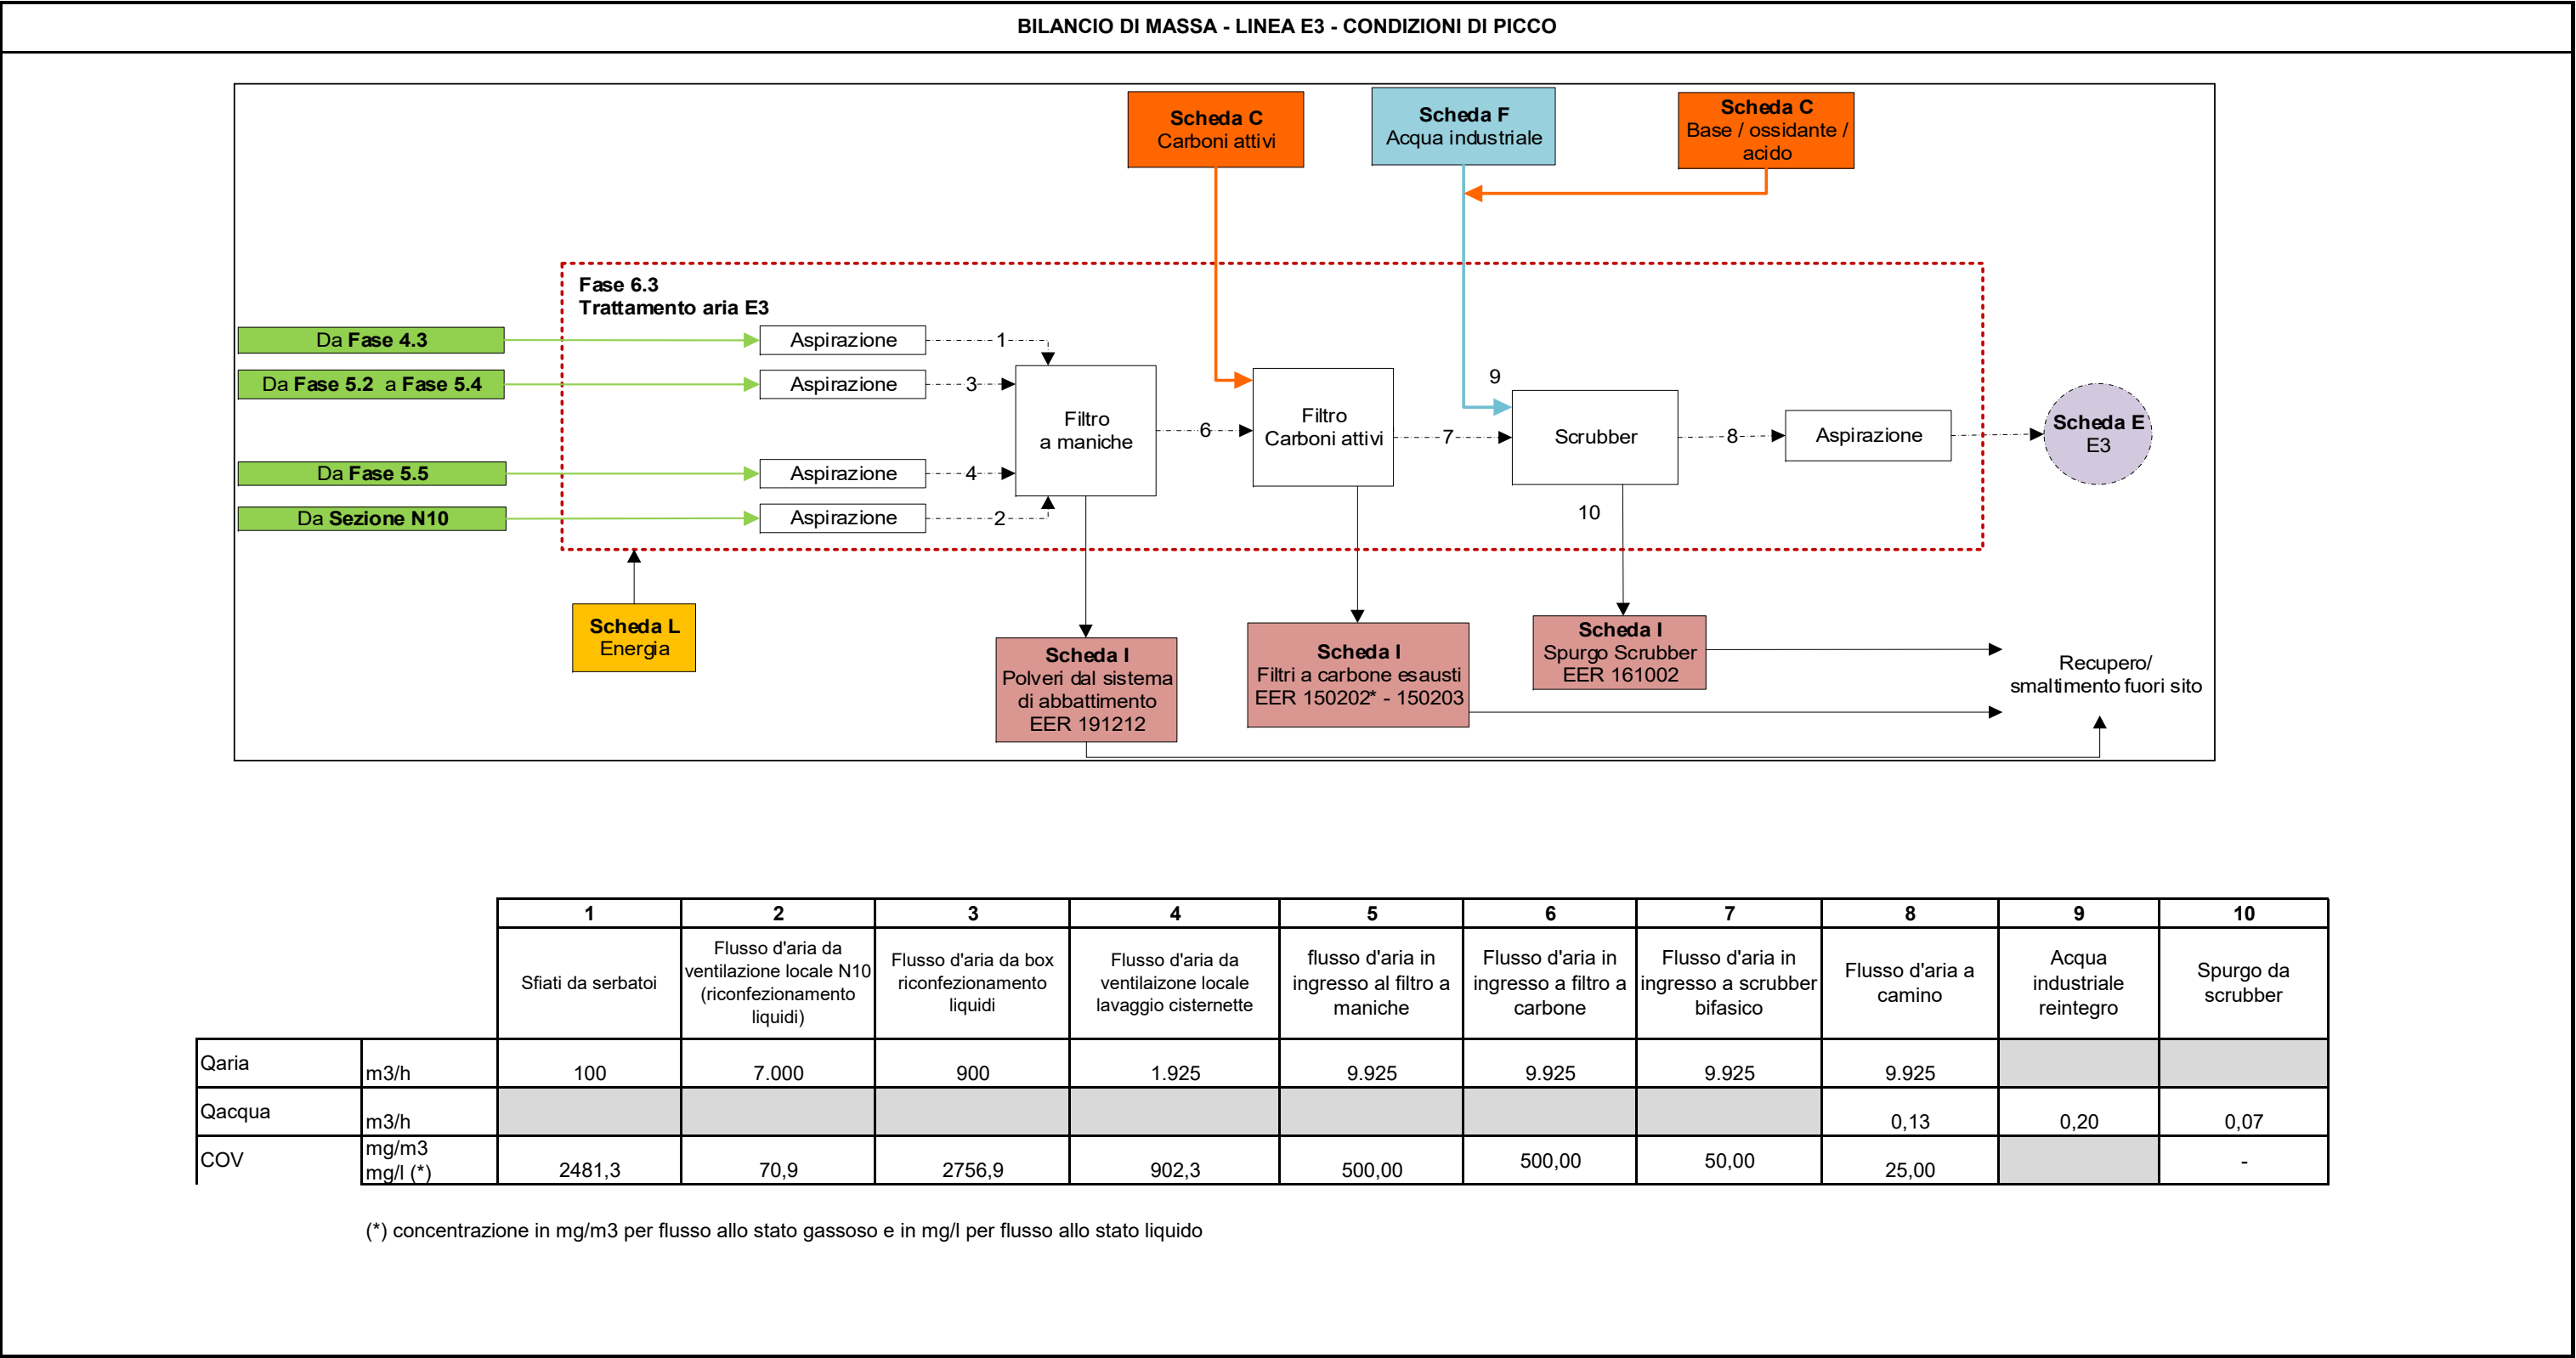 BILANCIO DI MASSA - LINEA E3 - CONDIZIONI DI PICCO
Scheda C
Carboni attivi
Scheda F
Acqua industriale
Scheda C
Base / ossidante /
acido
Fase 6.3
Trattamento aria E3
Da Fase 4.3
Aspirazione
1
Da Fase 5.2 a Fase 5.4
Aspirazione
3
Da Fase 5.5
Aspirazione
4
Da Sezione N10
Aspirazione
2
Filtro
a maniche
6
Filtro
Carboni attivi
7
9
Scrubber
10
8
Aspirazione
Scheda E
E3
Scheda L
Energia
Scheda I
Polveri dal sistema
di abbattimento
EER 191212
Scheda I
Filtri a carbone esausti
EER 150202* - 150203
Scheda I
Spurgo Scrubber
EER 161002
Recupero/
smaltimento fuori sito
1 2 3 4 5 6 7 8 9 10
Sfiati da serbatoi
Flusso d'aria da
ventilazione locale N10
(riconfezionamento
liquidi)
Flusso d'aria da box
riconfezionamento
liquidi
Flusso d'aria da
ventilaizone locale
lavaggio cisternette
flusso d'aria in
ingresso al filtro a
maniche
Flusso d'aria in
ingresso a filtro a
carbone
Flusso d'aria in
ingresso a scrubber
bifasico
Flusso d'aria a
camino
Acqua
industriale
reintegro
Spurgo da
scrubber
Qaria m3/h 100 7.000 900 1.925 9.925 9.925 9.925 9.925
Qacqua m3/h 0,13 0,20 0,07
COV mg/m3
mg/l (*) 2481,3 70,9 2756,9 902,3 500,00 500,00 50,00 25,00 -
(*) concentrazione in mg/m3 per flusso allo stato gassoso e in mg/l per flusso allo stato liquido